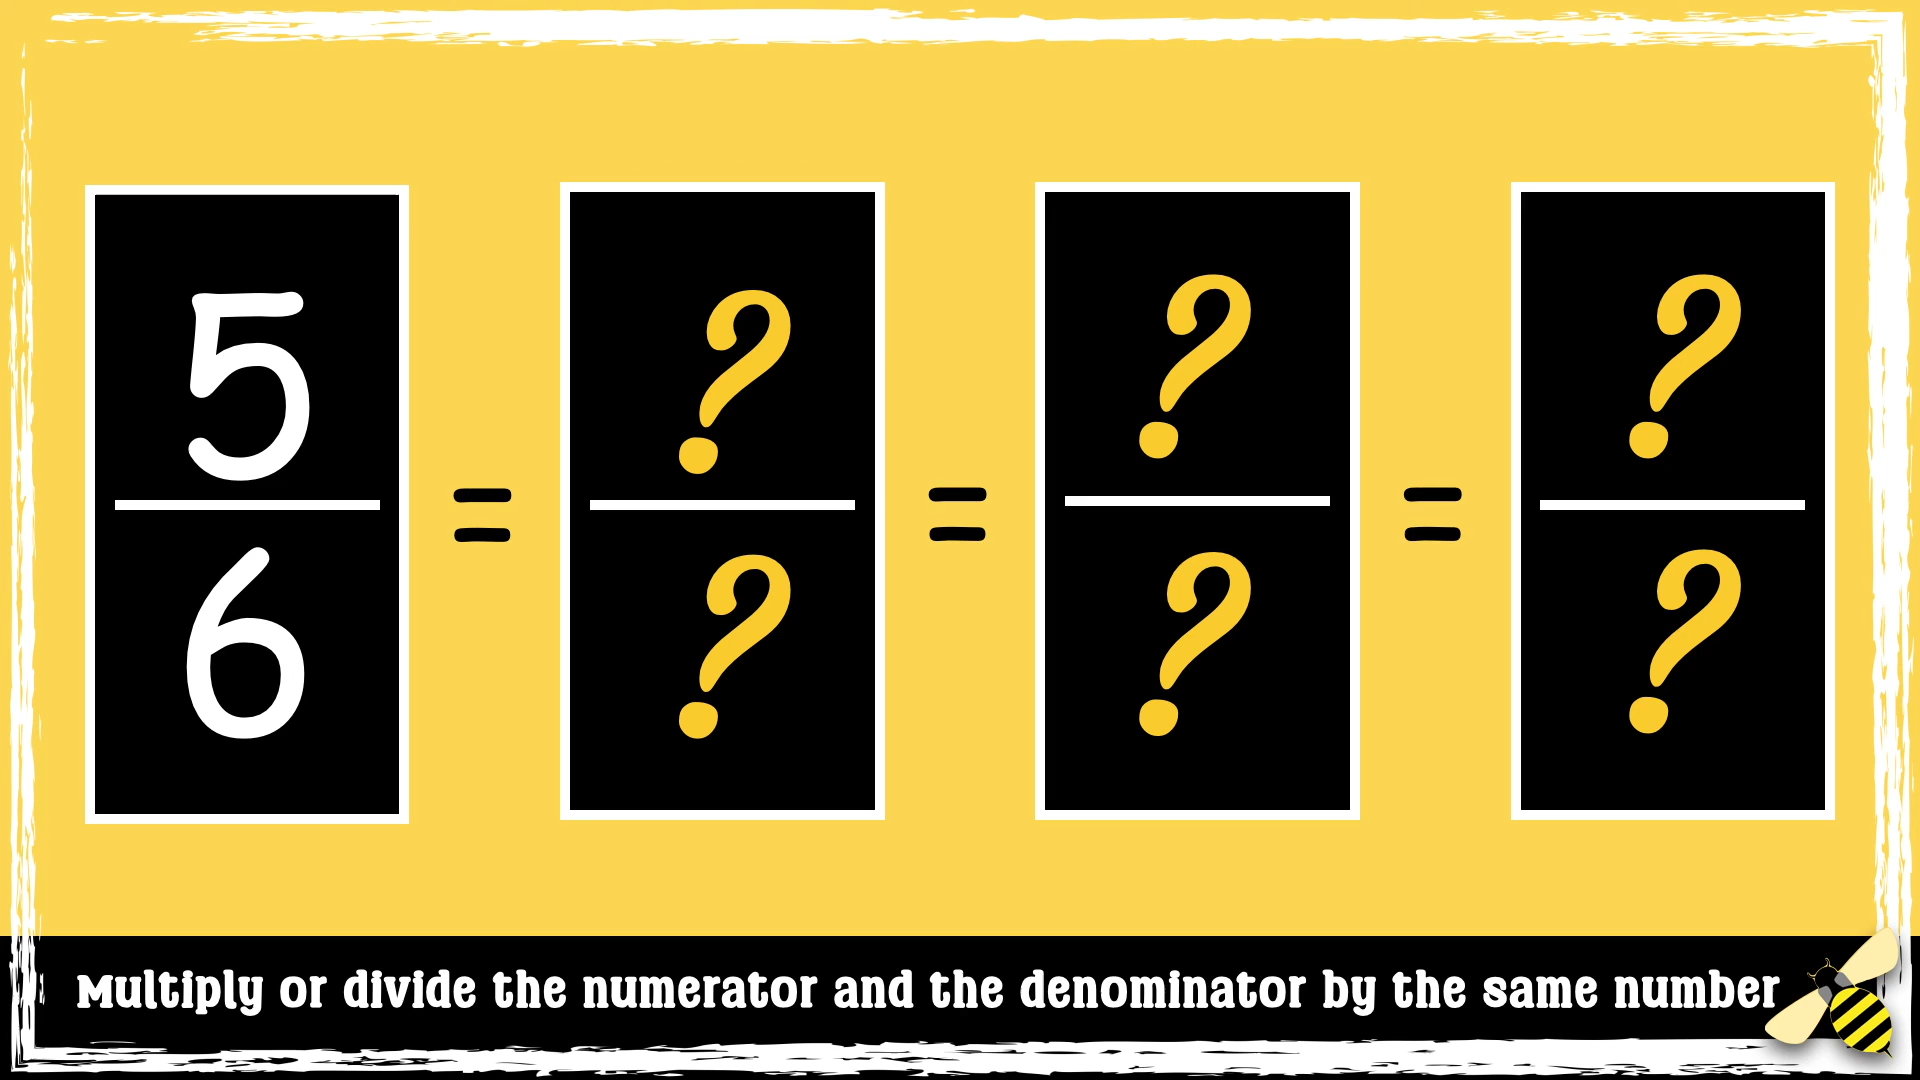 5 = ? = ? = ?
6 ? ? ?
Multiply or divide the numerator and the denominator by the same number